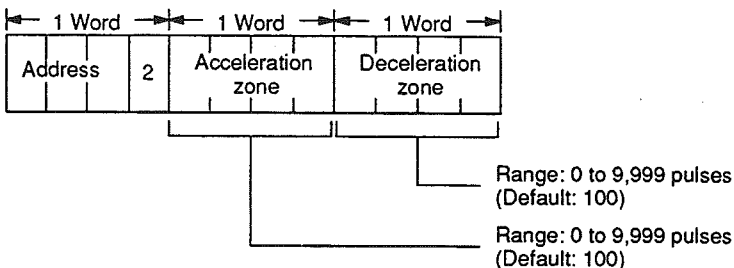 1 Word 1 Word 1 Word
Address 2 Acceleration zone Deceleration zone
Range: 0 to 9,999 pulses
(Default: 100)
Range: 0 to 9,999 pulses
(Default: 100)